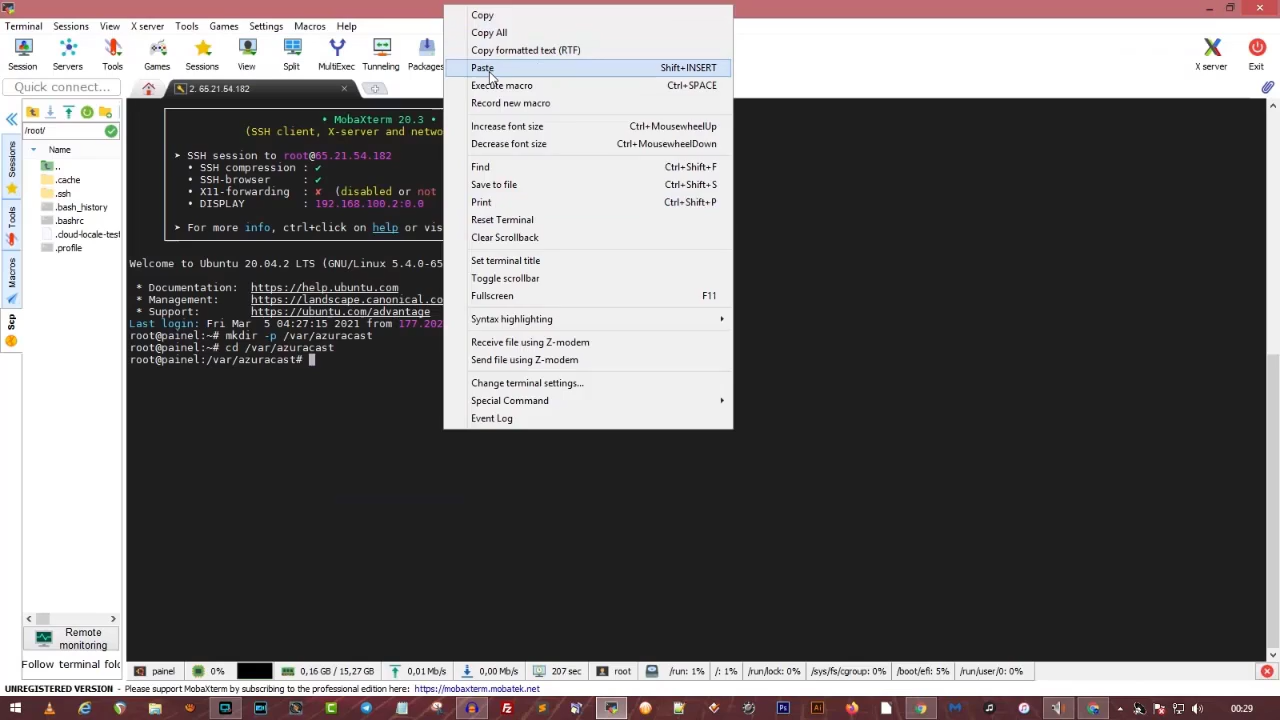 Terminal Sessions View X server Tools Games Settings Macros Help
Session Servers Tools Games Sessions View Split MultiExec Tunneling Packages X server Exit
Quick connect...
2. 65.21.54.182
/root/
Name
..
.cache
.ssh
.bash_history
.bashrc
.cloud-locale-test
.profile
Sessions
Tools
Macros
Scp
• MobaXterm 20.3 •
(SSH client, X-server and netwo
➤ SSH session to root@65.21.54.182
• SSH compression : ✔
• SSH-browser : ✔
• X11-forwarding : ✘ (disabled or not
• DISPLAY : 192.168.100.2:0.0
➤ For more info, ctrl+click on help or vis
Welcome to Ubuntu 20.04.2 LTS (GNU/Linux 5.4.0-65
* Documentation: https://help.ubuntu.com
* Management: https://landscape.canonical.co
* Support: https://ubuntu.com/advantage
Last login: Fri Mar 5 04:27:15 2021 from 177.202
root@painel:~# mkdir -p /var/azuracast
root@painel:~# cd /var/azuracast
root@painel:/var/azuracast#
Copy
Copy All
Copy formatted text (RTF)
Paste Shift+INSERT
Execute macro Ctrl+SPACE
Record new macro
Increase font size Ctrl+MousewheelUp
Decrease font size Ctrl+MousewheelDown
Find Ctrl+Shift+F
Save to file Ctrl+Shift+S
Print Ctrl+Shift+P
Reset Terminal
Clear Scrollback
Set terminal title
Toggle scrollbar
Fullscreen F11
Syntax highlighting
Receive file using Z-modem
Send file using Z-modem
Change terminal settings...
Special Command
Event Log
Remote
monitoring
Follow terminal fold
painel 0% 0,16 GB / 15,27 GB 0,01 Mb/s 0,00 Mb/s 207 sec root /run: 1% /: 1% /run/lock: 0% /sys/fs/cgroup: 0% /boot/efi: 5% /run/user/0: 0%
UNREGISTERED VERSION - Please support MobaXterm by subscribing to the professional edition here: https://mobaxterm.mobatek.net
00:29